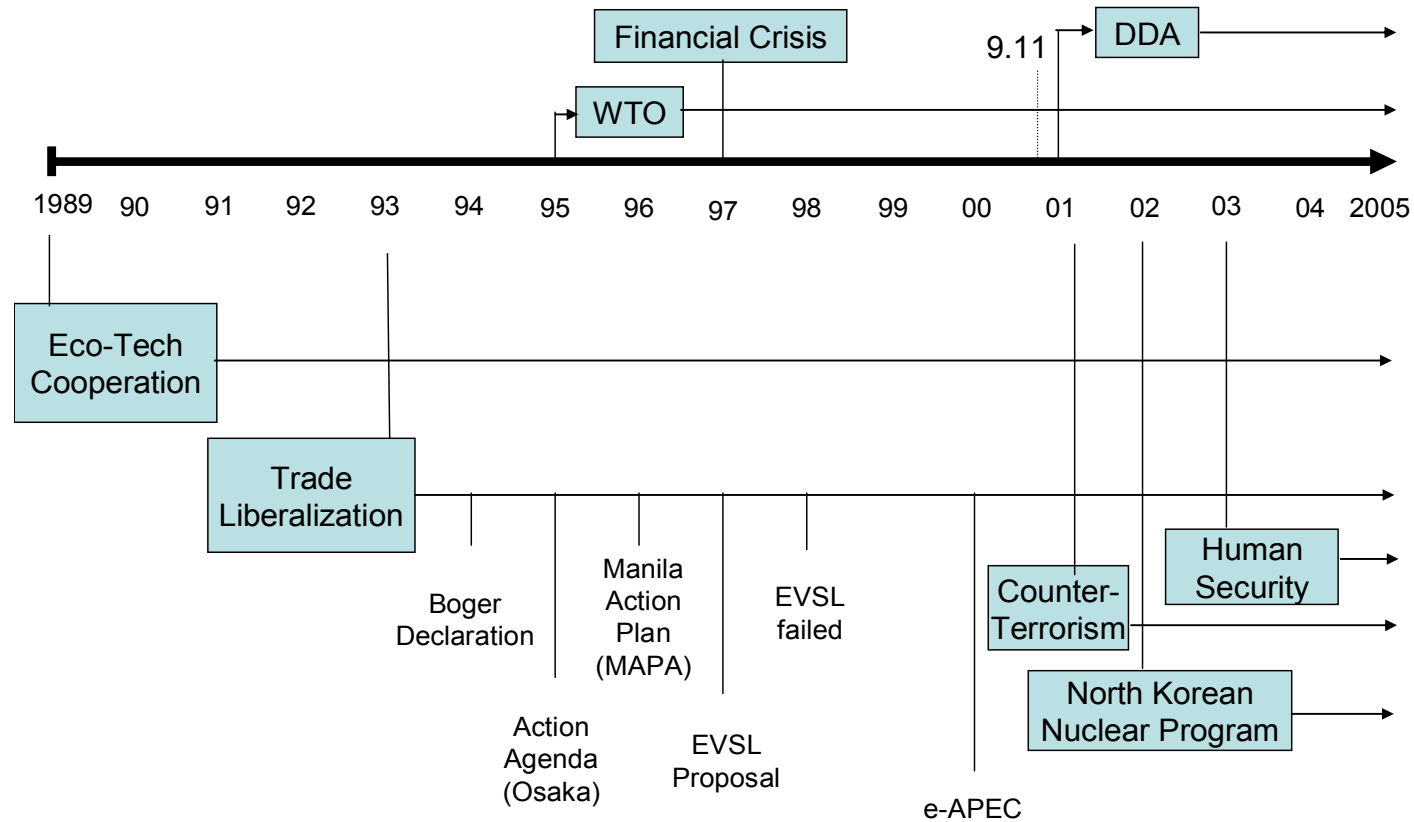 Financial Crisis
9.11
DDA
WTO
1989
90
91
92
93
94
95
96
97
98
99
00
01
02
03
04
2005
Eco-Tech
Cooperation
Trade
Liberalization
Boger
Declaration
Action
Agenda
(Osaka)
Manila
Action
Plan
(MAPA)
EVSL
Proposal
EVSL
failed
e-APEC
Counter-
Terrorism
North Korean
Nuclear Program
Human
Security